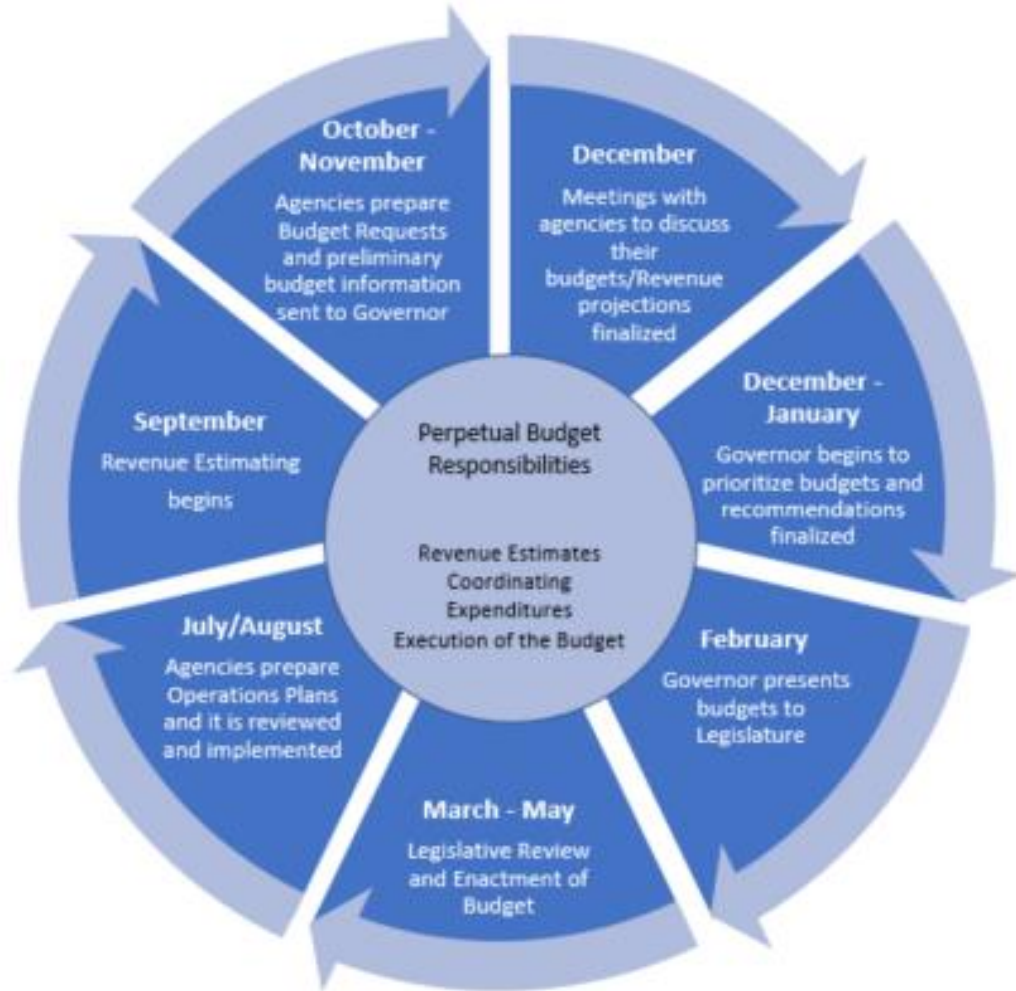 October -
November
Agencies prepare
Budget Requests
and preliminary
budget information
sent to Governor
December
Meetings with
agencies to discuss
their
budgets/Revenue
projections
finalized
December -
January
Governor begins to
prioritize budgets and
recommendations
finalized
February
Governor presents
budgets to
Legislature
March - May
Legislative Review
and Enactment of
Budget
July/August
Agencies prepare
Operations Plans
and it is reviewed
and implemented
September
Revenue Estimating
begins
Perpetual Budget
Responsibilities
Revenue Estimates
Coordinating
Expenditures
Execution of the Budget